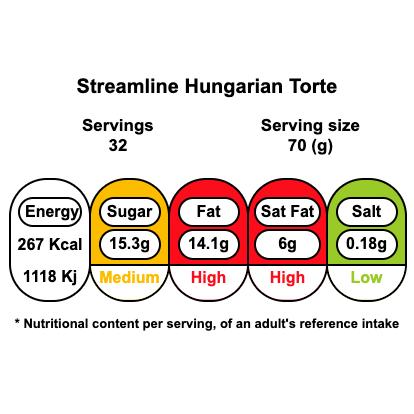 Streamline Hungarian Torte
Servings Serving size
32 70 (g)
Energy Sugar Fat Sat Fat Salt
267 Kcal 15.3g 14.1g 6g 0.18g
1118 Kj Medium High High Low
* Nutritional content per serving, of an adult's reference intake